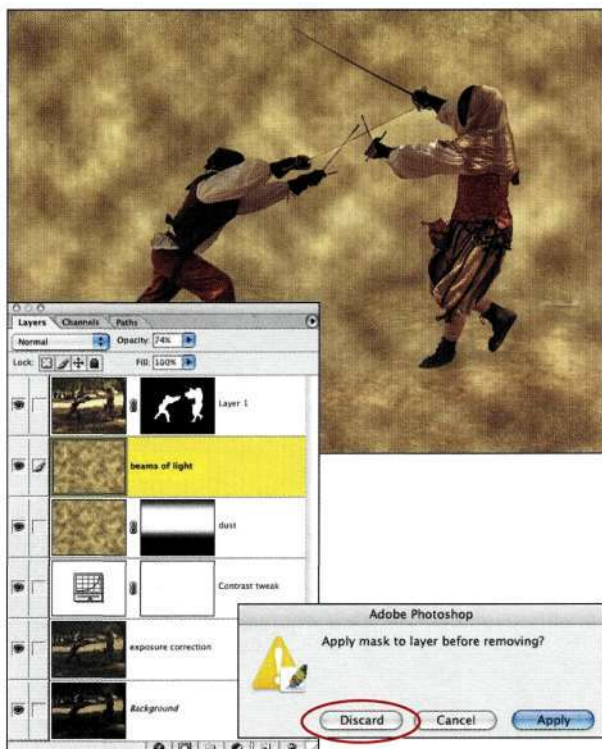 Layers Channels Paths
Normal Opacity: 74%
Lock: Fill: 100%
Layer 1
beams of light
dust
Contrast tweak
exposure correction
Background
Adobe Photoshop
Apply mask to layer before removing?
Discard Cancel Apply